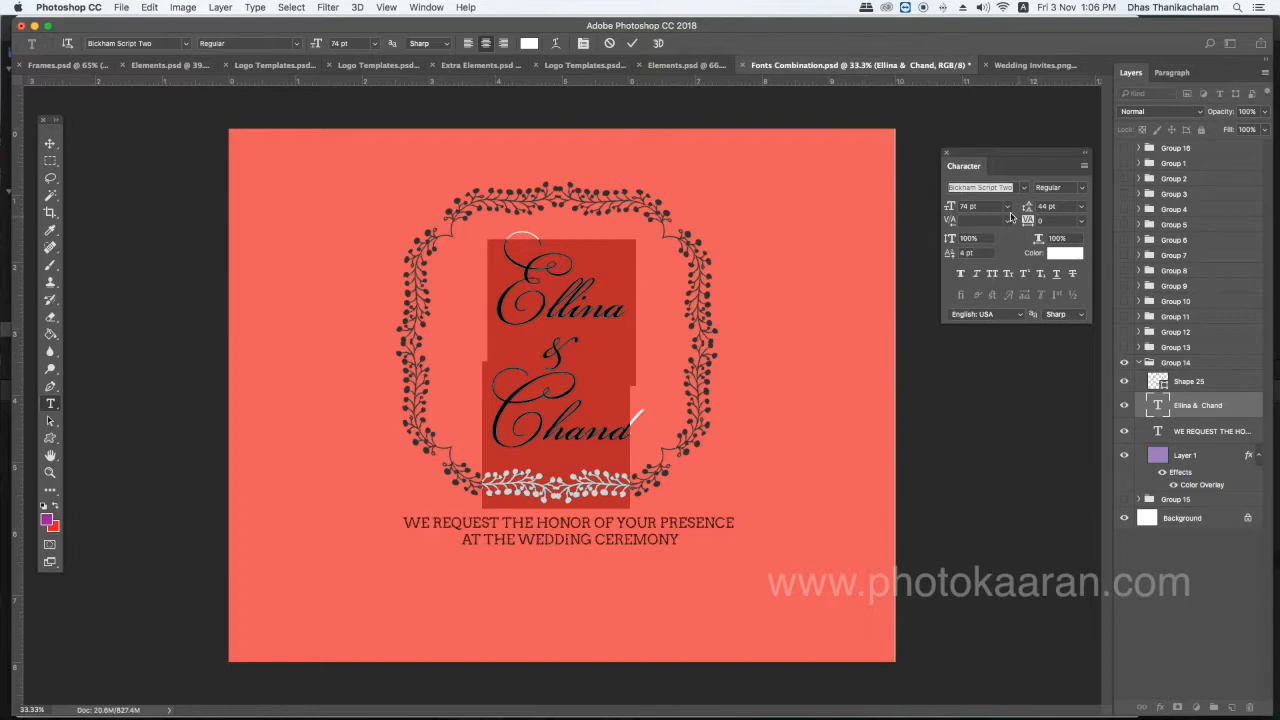 Photoshop CC File Edit Image Layer Type Select Filter 3D View Window Help Fri 3 Nov 1:06 PM Dhas Thanikachalam
Adobe Photoshop CC 2018
Bickham Script Two Regular 74 pt Sharp 3D
Frames.psd @ 65% (... Elements.psd @ 39... Logo Templates.psd... Logo Templates.psd... Extra Elements.psd ... Logo Templates.psd... Elements.psd @ 66... Fonts Combination.psd @ 33.3% (Ellina & Chand, RGB/8) * Wedding Invites.png...
Layers Paragraph
Kind
Normal Opacity: 100%
Lock: Fill: 100%
Group 16
Group 1
Group 2
Group 3
Group 4
Group 5
Group 6
Group 7
Group 8
Group 9
Group 10
Group 11
Group 12
Group 13
Group 14
Shape 25
Ellina & Chand
WE REQUEST THE HO...
Layer 1 fx
Effects
Color Overlay
Group 15
Background
Character
Bickham Script Two Regular
74 pt 44 pt
0
100% 100%
4 pt Color:
English: USA Sharp
Ellina
&
Chand
WE REQUEST THE HONOR OF YOUR PRESENCE
AT THE WEDDING CEREMONY
www.photokaaran.com
33.33% Doc: 20.6M/827.4M